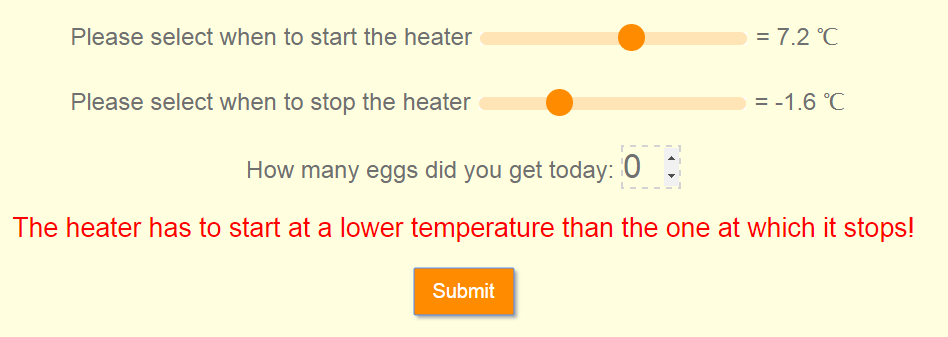 Please select when to start the heater = 7.2 ℃
Please select when to stop the heater = -1.6 ℃
How many eggs did you get today: 0
The heater has to start at a lower temperature than the one at which it stops!
Submit